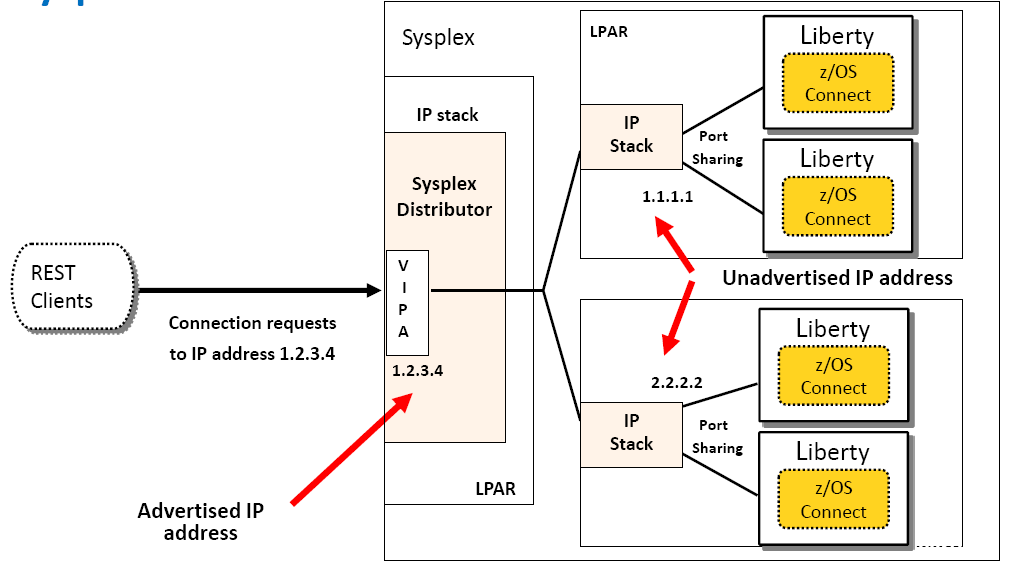 Sysplex
LPAR
Liberty
z/OS
Connect
IP
Stack
Port
Sharing
Liberty
z/OS
Connect
1.1.1.1
IP stack
Sysplex
Distributor
V
I
P
A
1.2.3.4
LPAR
REST
Clients
Connection requests
to IP address 1.2.3.4
Advertised IP
address
Unadvertised IP address
2.2.2.2
Liberty
z/OS
Connect
IP
Stack
Port
Sharing
Liberty
z/OS
Connect